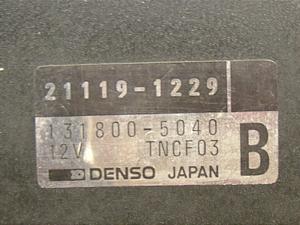 21119-1229
131800-5040
12V TNCF03 B
DENSO JAPAN